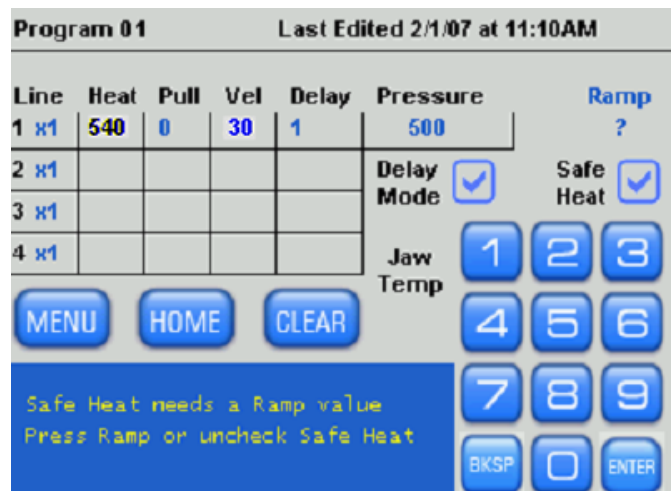 Program 01 Last Edited 2/1/07 at 11:10AM
Line Heat Pull Vel Delay Pressure Ramp
1 x1 540 0 30 1 500 ?
2 x1 Delay Mode Safe Heat
3 x1
4 x1 Jaw Temp
1 2 3
MENU HOME CLEAR 4 5 6
Safe Heat needs a Ramp value
Press Ramp or uncheck Safe Heat
7 8 9
BKSP 0 ENTER